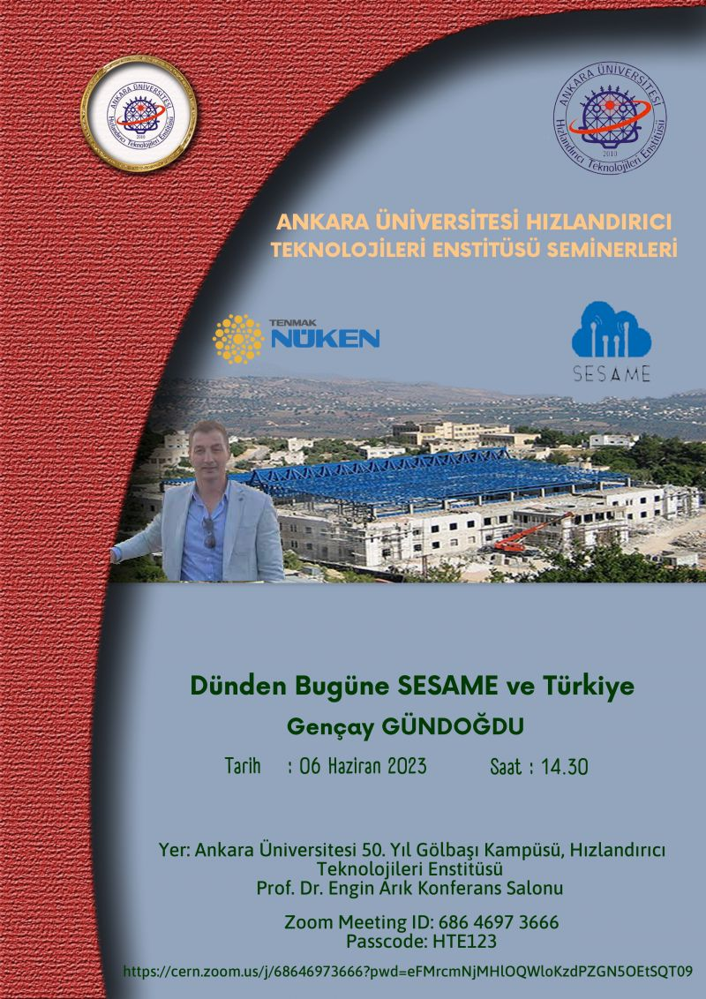 ANKARA ÜNİVERSİTESİ
Hızlandırıcı Teknolojileri Enstitüsü
2010
ANKARA ÜNİVERSİTESİ
Hızlandırıcı Teknolojileri Enstitüsü
2010
ANKARA ÜNİVERSİTESİ HIZLANDIRICI
TEKNOLOJİLERİ ENSTİTÜSÜ SEMİNERLERİ
TENMAK
NÜKEN
SESAME
Dünden Bugüne SESAME ve Türkiye
Gençay GÜNDOĞDU
Tarih : 06 Haziran 2023 Saat : 14.30
Yer: Ankara Üniversitesi 50. Yıl Gölbaşı Kampüsü, Hızlandırıcı
Teknolojileri Enstitüsü
Prof. Dr. Engin Arık Konferans Salonu
Zoom Meeting ID: 686 4697 3666
Passcode: HTE123
https://cern.zoom.us/j/68646973666?pwd=eFMrcmNjMHlOQWloKzdPZGN5OEtSQT09